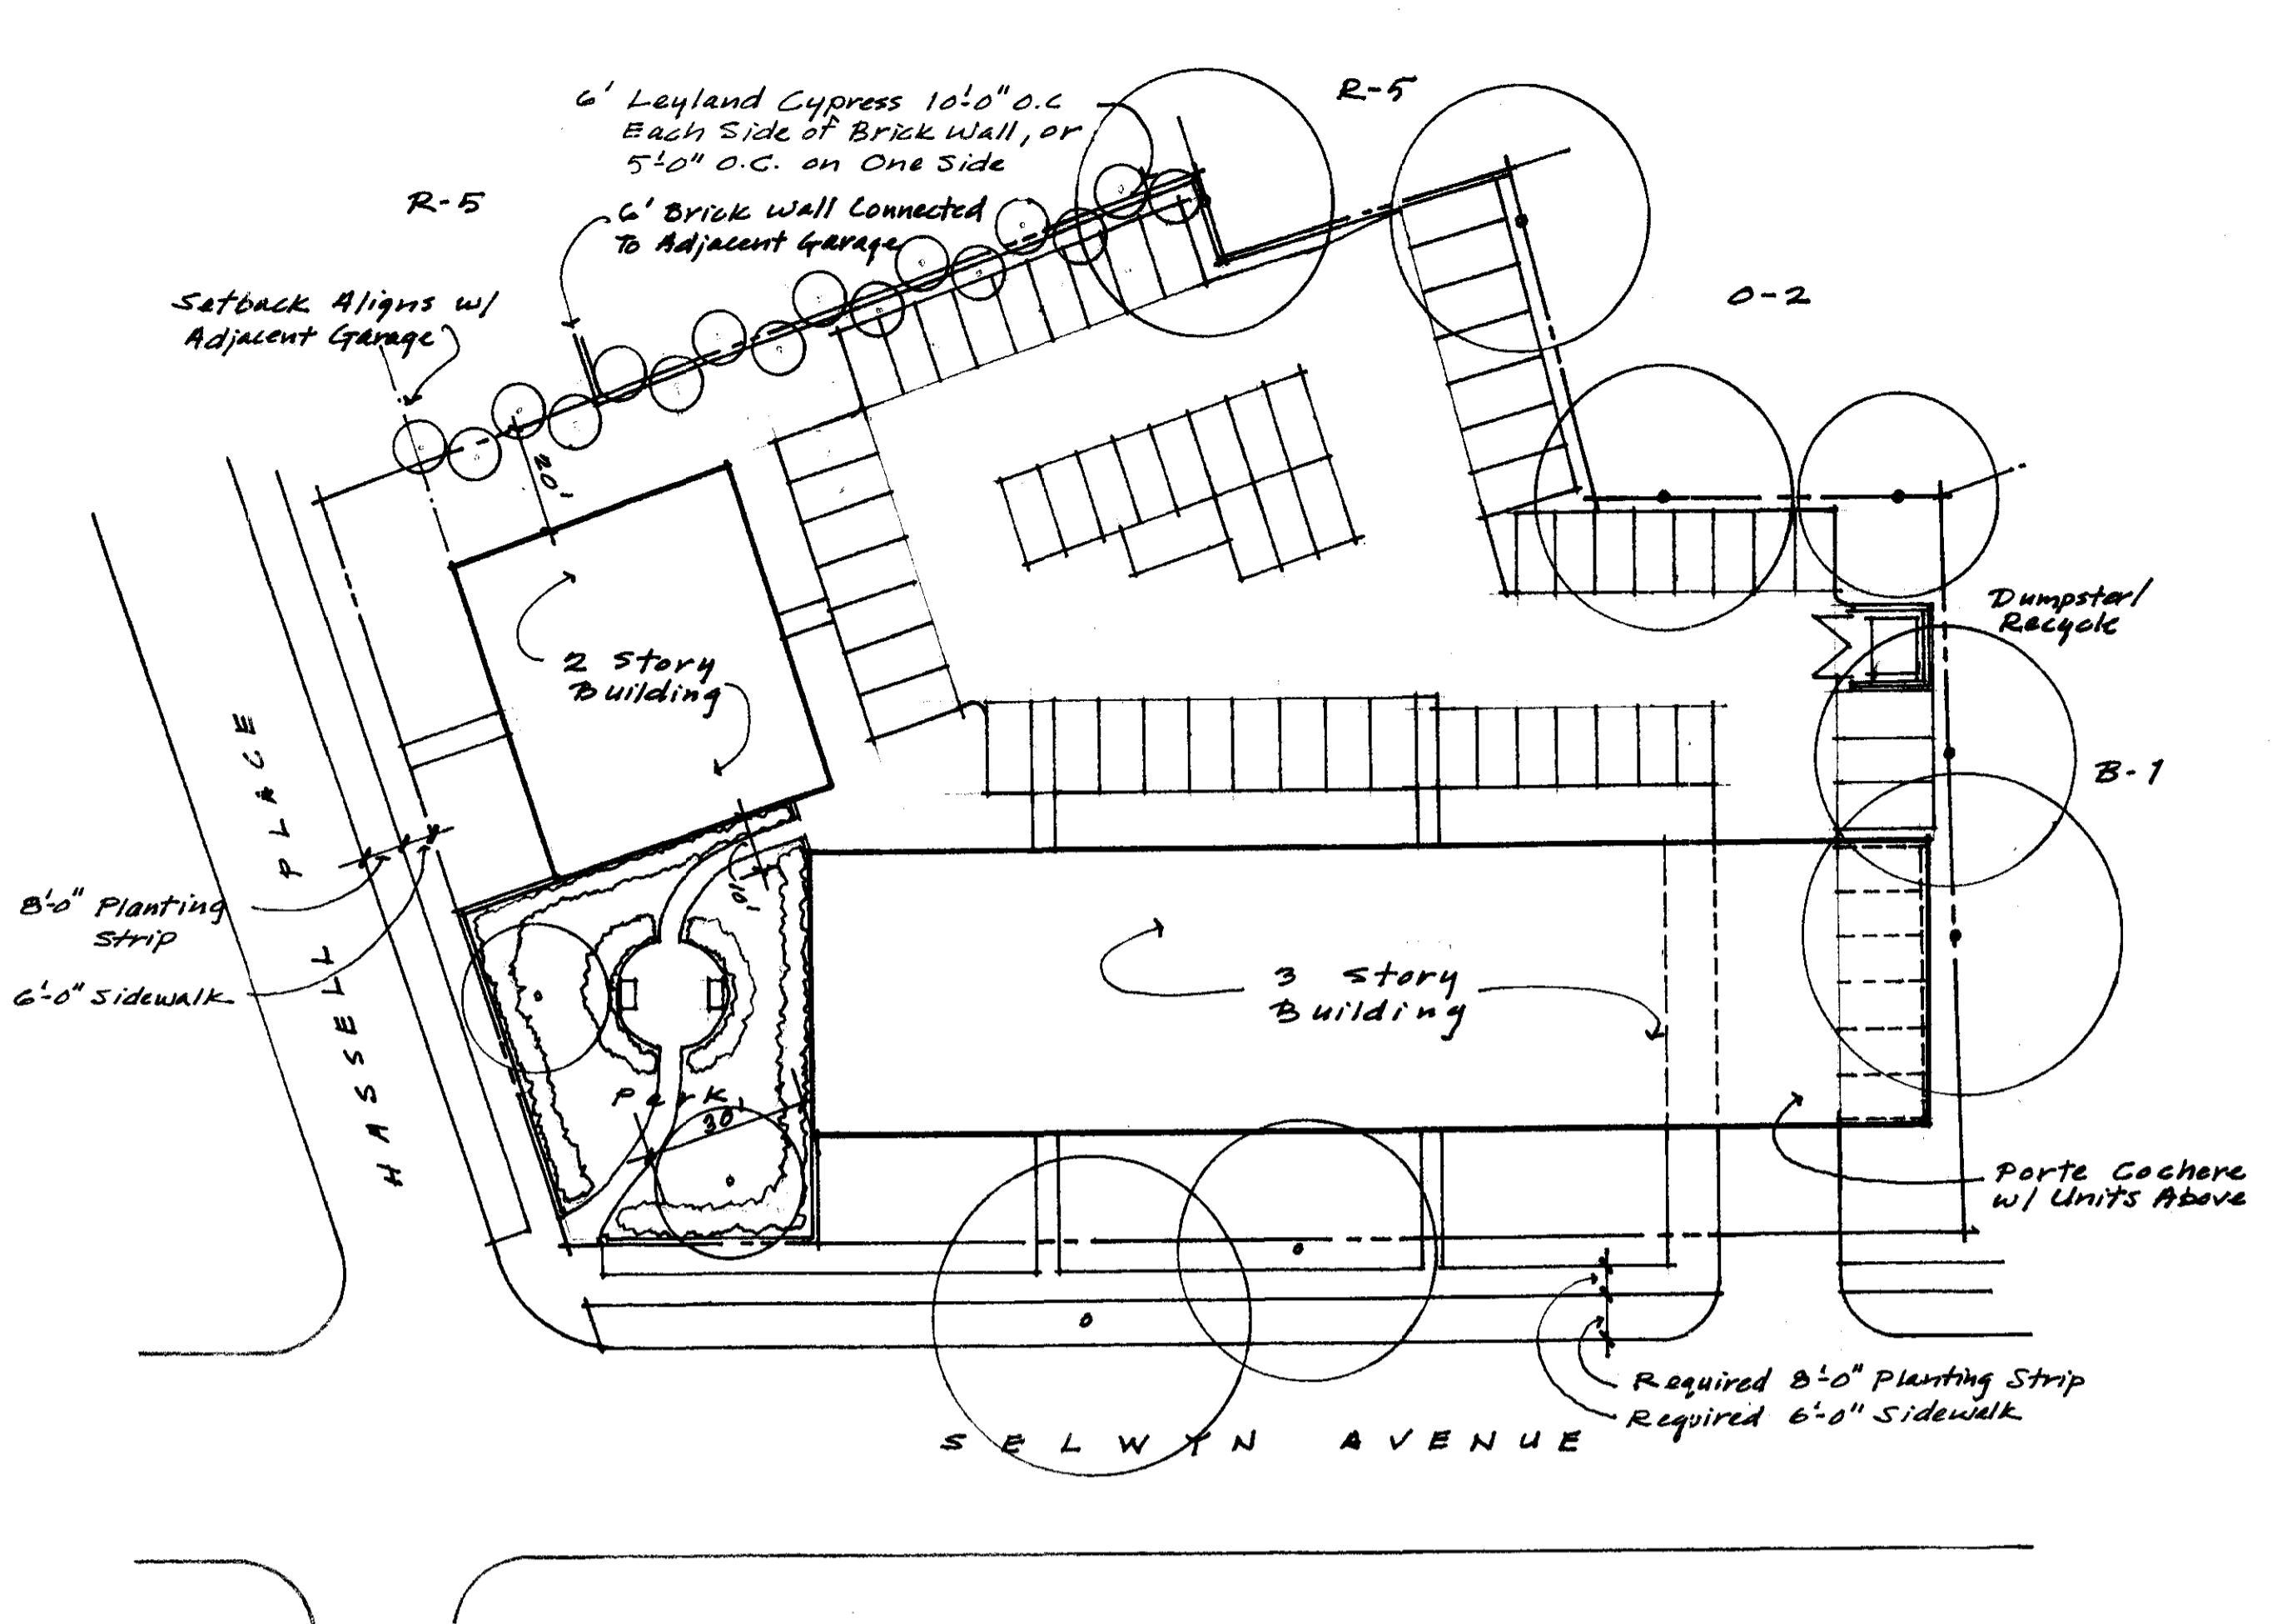 6' Leyland Cypress 10'-0" O.C
Each Side of Brick Wall, or
5'-0" O.C. on One Side
R-5
R-5
6' Brick Wall Connected
To Adjacent Garage
Setback Aligns w/
Adjacent Garage
O-2
20'
Dumpster/
Recycle
2 Story
Building
B-1
HASSELL PLACE
10'
8'-0" Planting
Strip
6'-0" Sidewalk
3 Story
Building
Park
30'
Porte Cochere
w/ Units Above
Required 8'-0" Planting Strip
Required 6'-0" Sidewalk
SELWYN AVENUE